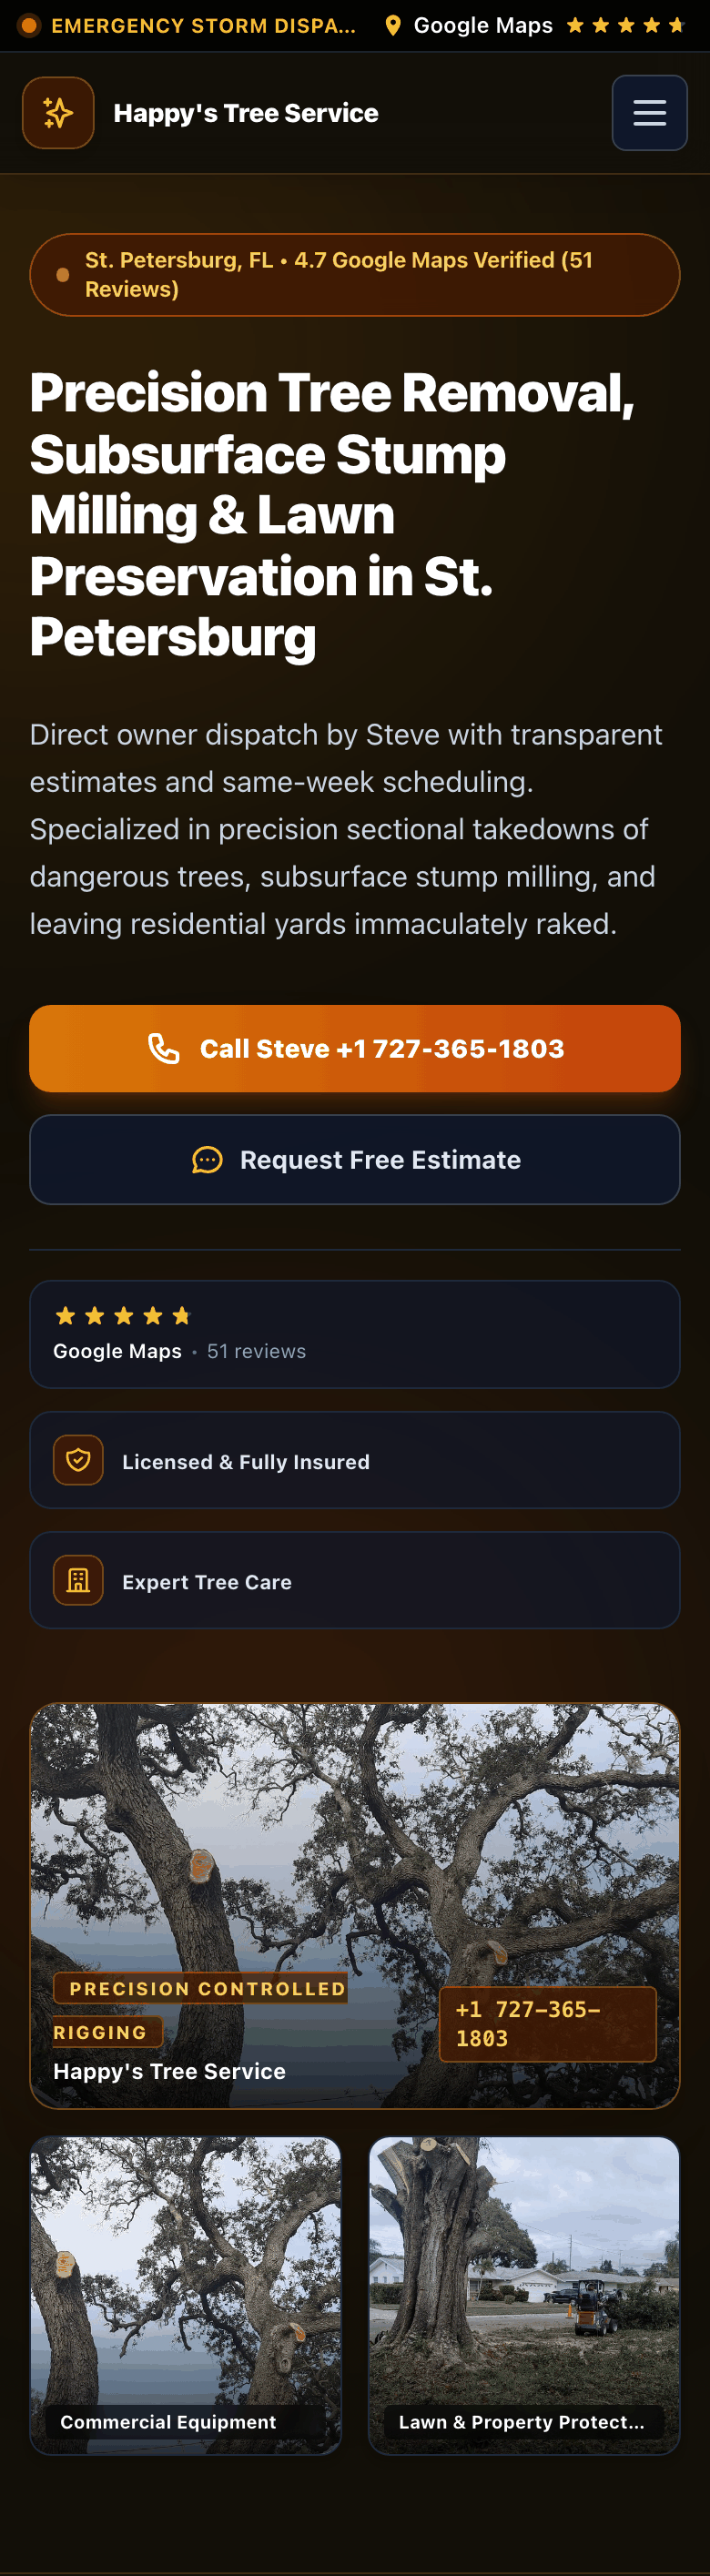 EMERGENCY STORM DISPA... Google Maps
Happy's Tree Service
St. Petersburg, FL • 4.7 Google Maps Verified (51
Reviews)
Precision Tree Removal,
Subsurface Stump
Milling & Lawn
Preservation in St.
Petersburg
Direct owner dispatch by Steve with transparent
estimates and same-week scheduling.
Specialized in precision sectional takedowns of
dangerous trees, subsurface stump milling, and
leaving residential yards immaculately raked.
Call Steve +1 727-365-1803
Request Free Estimate
Google Maps • 51 reviews
Licensed & Fully Insured
Expert Tree Care
PRECISION CONTROLLED
RIGGING
Happy's Tree Service
+1 727-365-
1803
Commercial Equipment
Lawn & Property Protect...